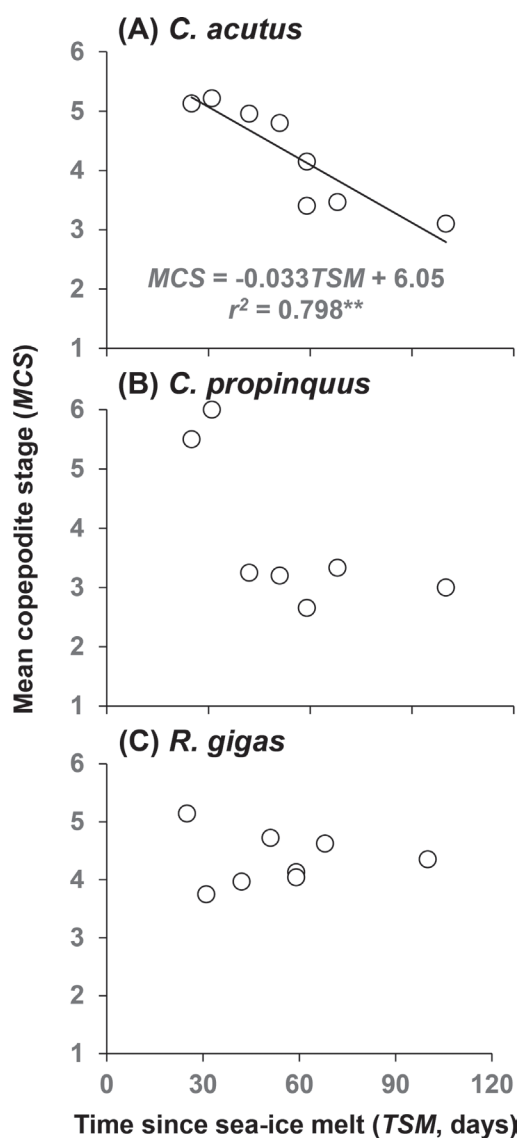 (A) C. acutus
6
5
4
3
2
1
MCS = -0.033TSM + 6.05
r² = 0.798**
(B) C. propinquus
6
5
4
3
2
1
Mean copepodite stage (MCS)
(C) R. gigas
6
5
4
3
2
1
0 30 60 90 120
Time since sea-ice melt (TSM, days)